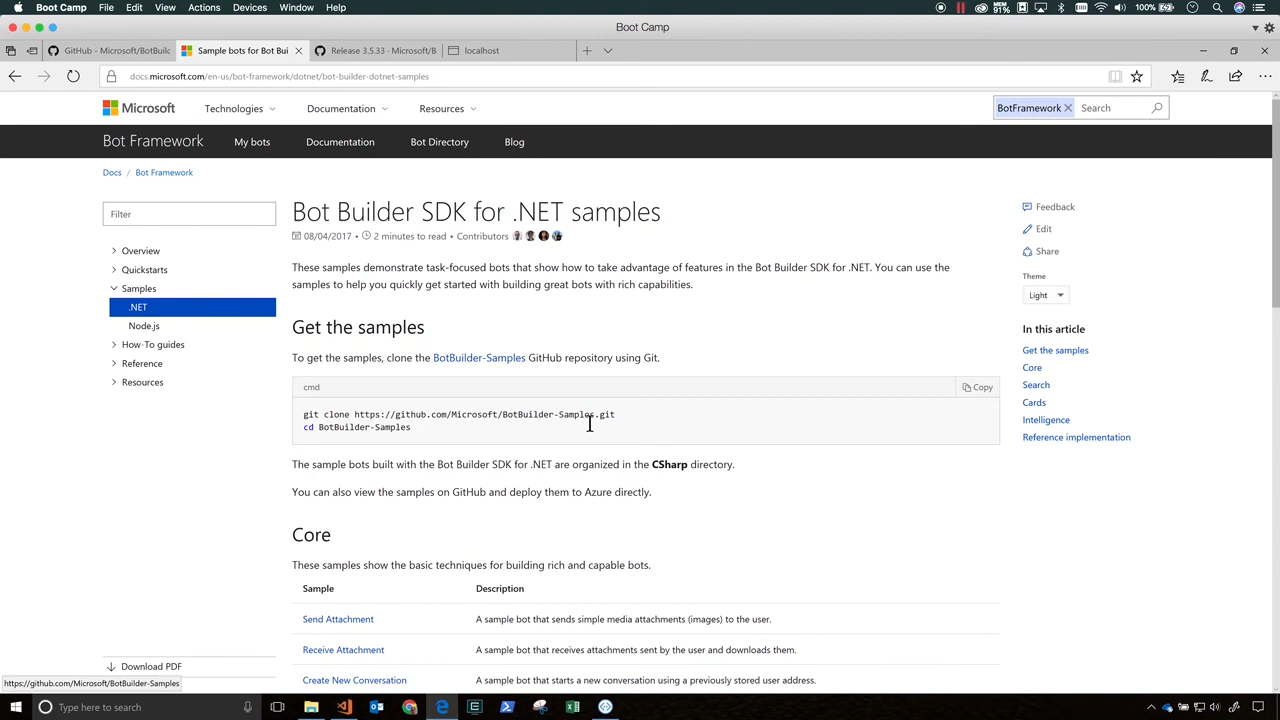 Boot Camp File Edit View Actions Devices Window Help
MEM 91% 100%
Boot Camp
GitHub - Microsoft/BotBuilc
Sample bots for Bot Bui
Release 3.5.33 · Microsoft/B
localhost
docs.microsoft.com/en-us/bot-framework/dotnet/bot-builder-dotnet-samples
Microsoft Technologies Documentation Resources
BotFramework Search
Bot Framework My bots Documentation Bot Directory Blog
Docs / Bot Framework
Filter
Overview
Quickstarts
Samples
.NET
Node.js
How-To guides
Reference
Resources
Download PDF
Bot Builder SDK for .NET samples
08/04/2017 • 2 minutes to read • Contributors
These samples demonstrate task-focused bots that show how to take advantage of features in the Bot Builder SDK for .NET. You can use the
samples to help you quickly get started with building great bots with rich capabilities.
Get the samples
To get the samples, clone the BotBuilder-Samples GitHub repository using Git.
cmd Copy
git clone https://github.com/Microsoft/BotBuilder-Samples.git
cd BotBuilder-Samples
The sample bots built with the Bot Builder SDK for .NET are organized in the CSharp directory.
You can also view the samples on GitHub and deploy them to Azure directly.
Core
These samples show the basic techniques for building rich and capable bots.
Sample Description
Send Attachment A sample bot that sends simple media attachments (images) to the user.
Receive Attachment A sample bot that receives attachments sent by the user and downloads them.
Create New Conversation A sample bot that starts a new conversation using a previously stored user address.
Feedback
Edit
Share
Theme
Light
In this article
Get the samples
Core
Search
Cards
Intelligence
Reference implementation
https://github.com/Microsoft/BotBuilder-Samples
Type here to search